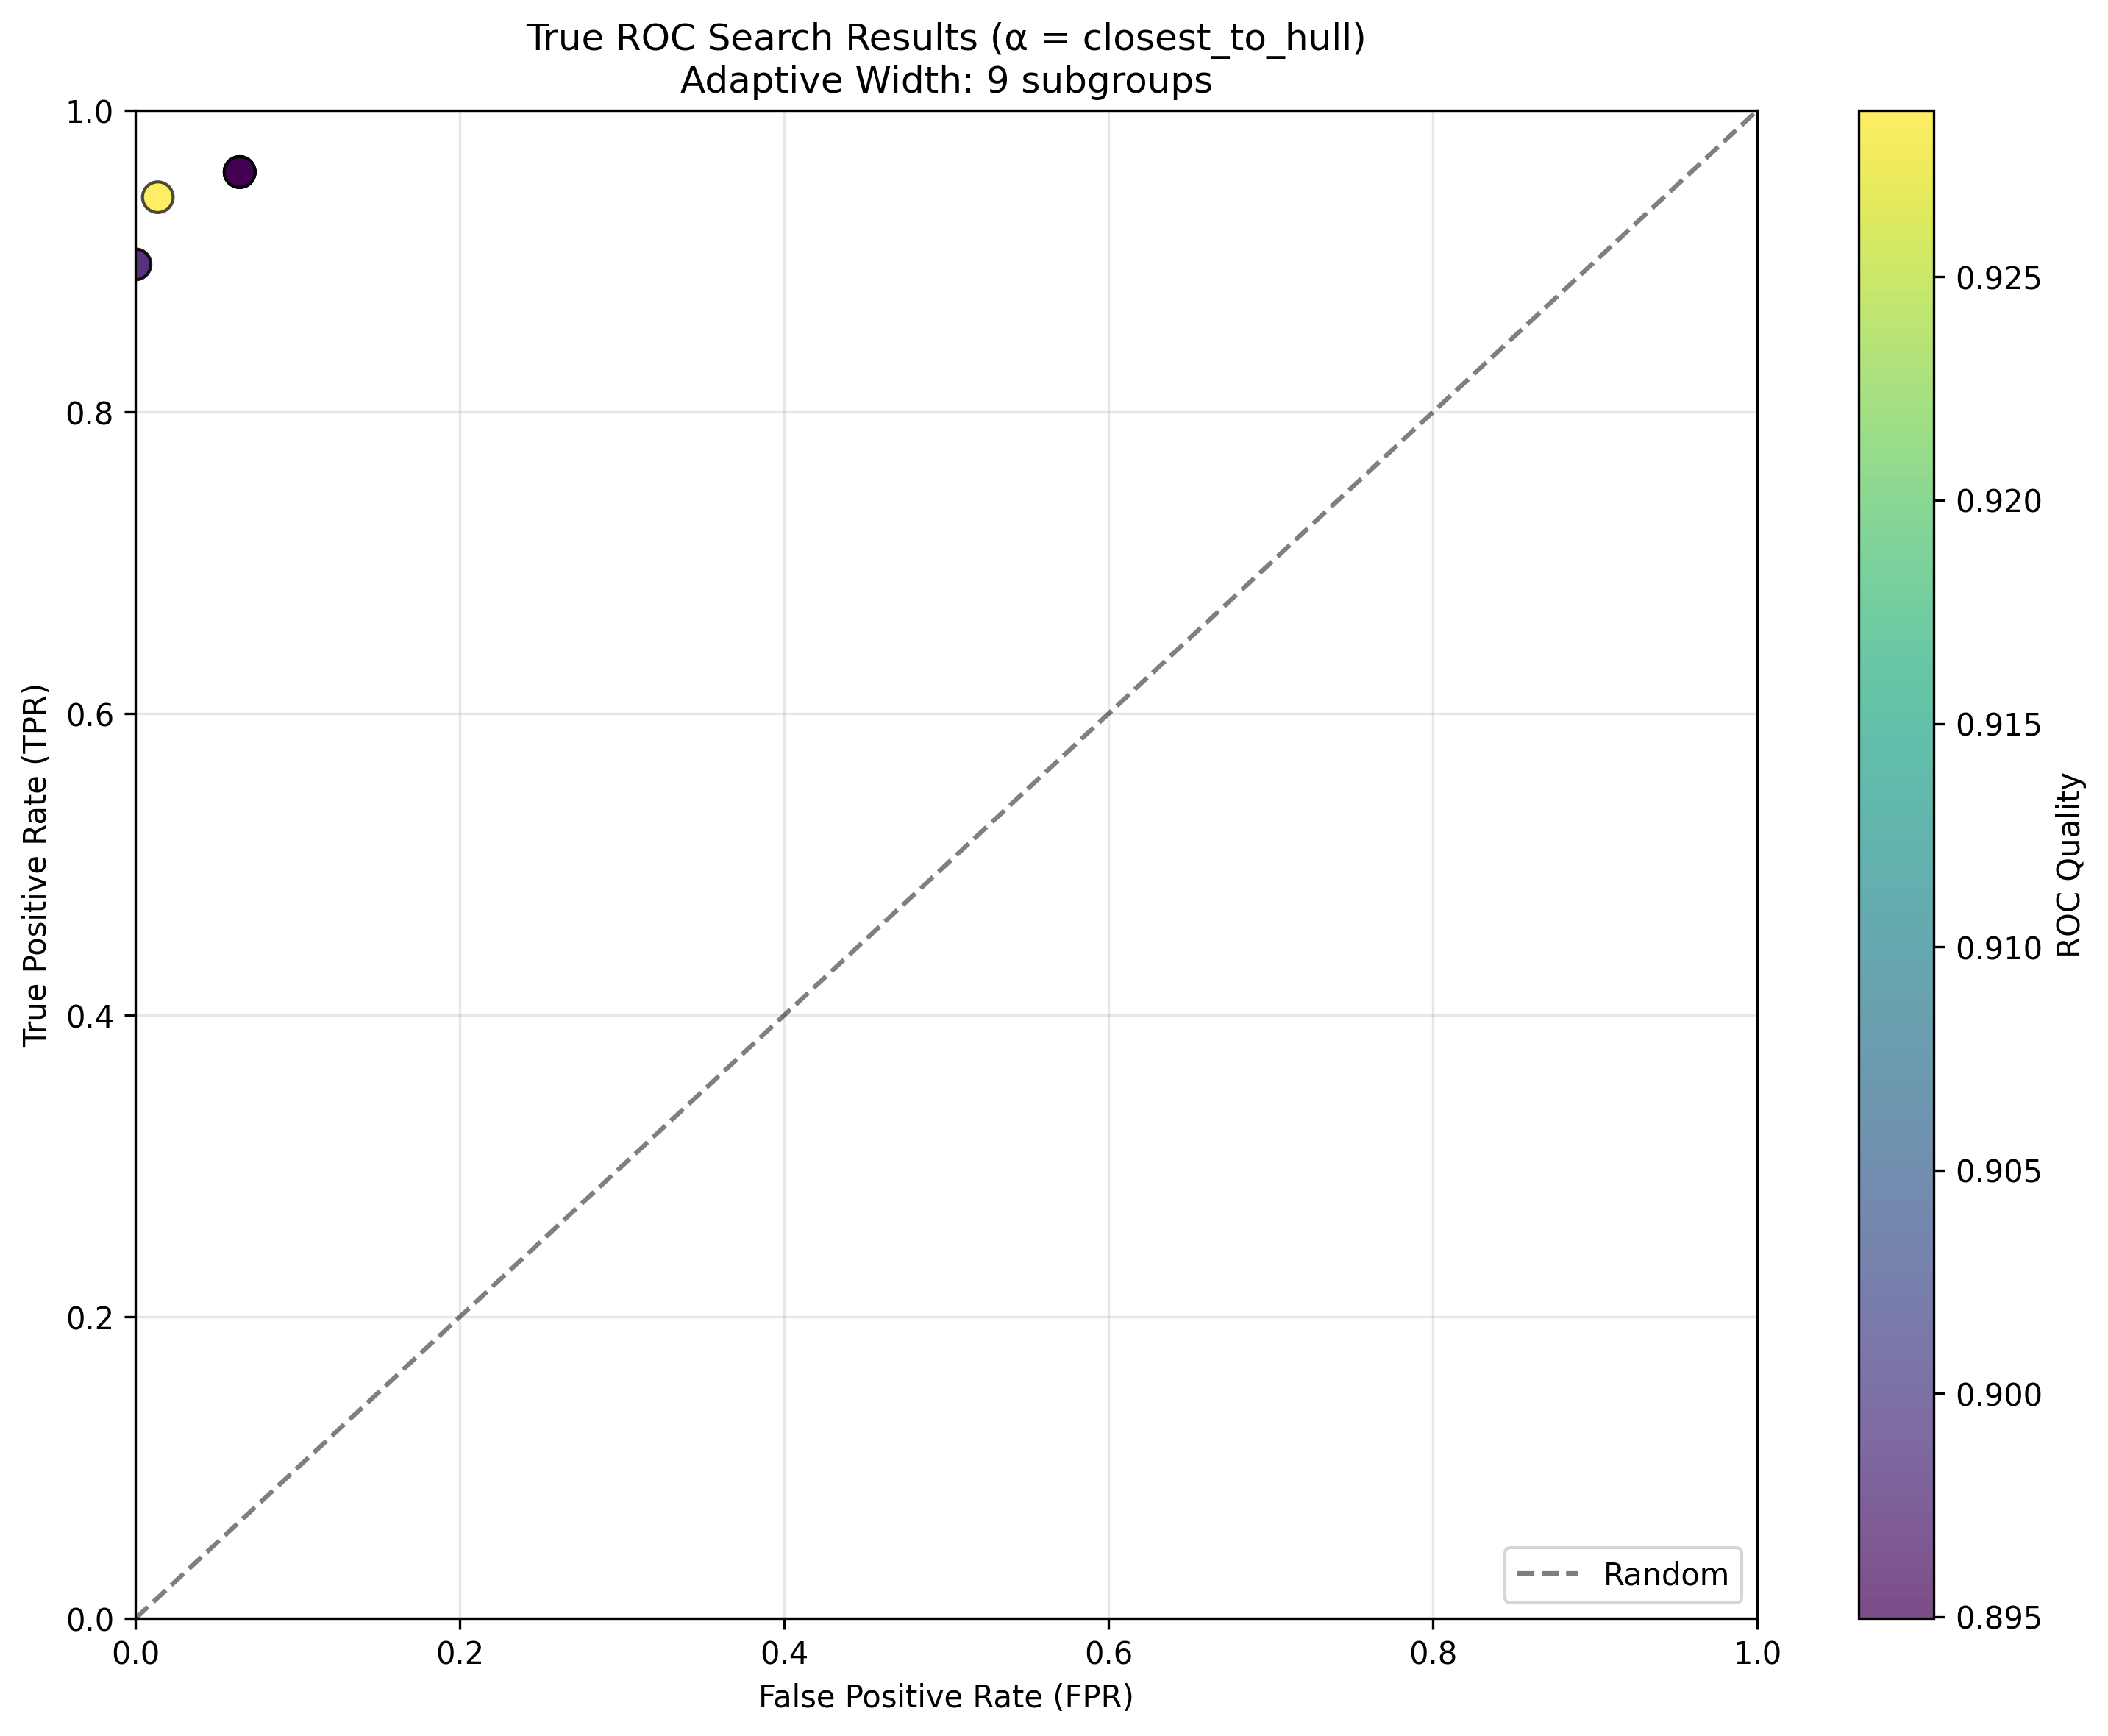 True ROC Search Results (α = closest_to_hull)
Adaptive Width: 9 subgroups
1.0
0.8
0.6
0.4
0.2
0.0
True Positive Rate (TPR)
0.0 0.2 0.4 0.6 0.8 1.0
False Positive Rate (FPR)
Random
0.925
0.920
0.915
0.910
0.905
0.900
0.895
ROC Quality